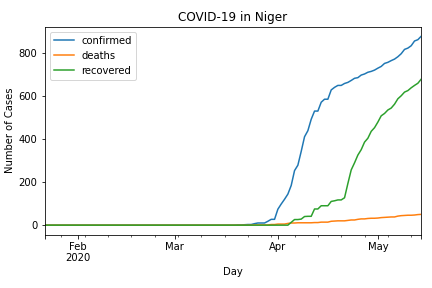 COVID-19 in Niger
confirmed
deaths
recovered
Number of Cases
800
600
400
200
0
Feb
2020
Mar
Apr
May
Day